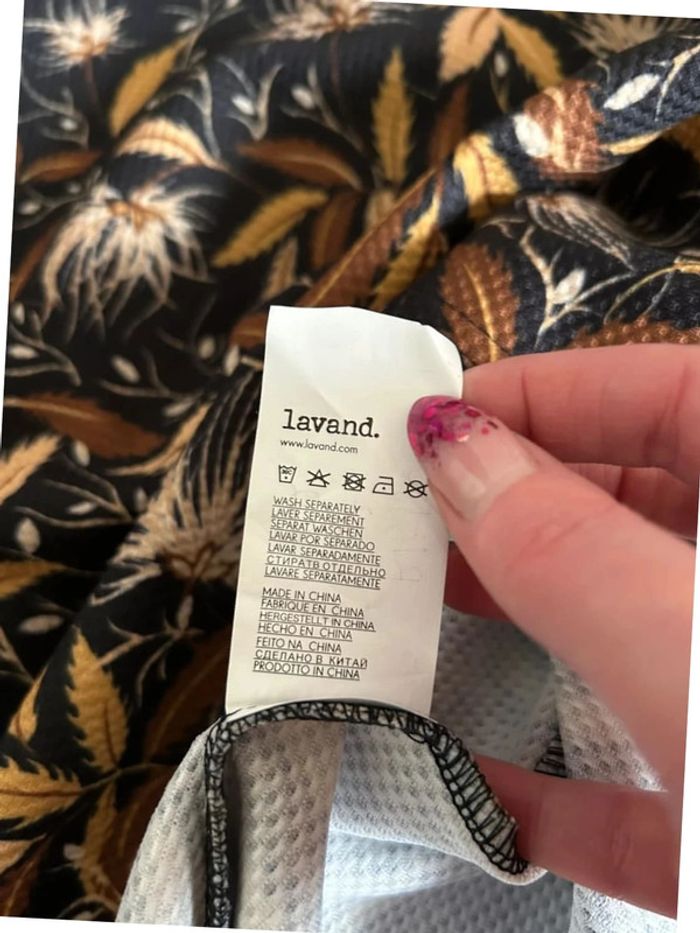 lavand.
www.lavand.com
30C
WASH SEPARATELY
LAVER SEPAREMENT
SEPARAT WASCHEN
LAVAR POR SEPARADO
LAVAR SEPARADAMENTE
СТИРАТВ ОТДЕЛЬНО
LAVARE SEPARATAMENTE
MADE IN CHINA
FABRIQUE EN CHINA
HERGESTELLT IN CHINA
HECHO EN CHINA
FEITO NA CHINA
СДЕЛАНО В КИТАЙ
PRODOTTO IN CHINA